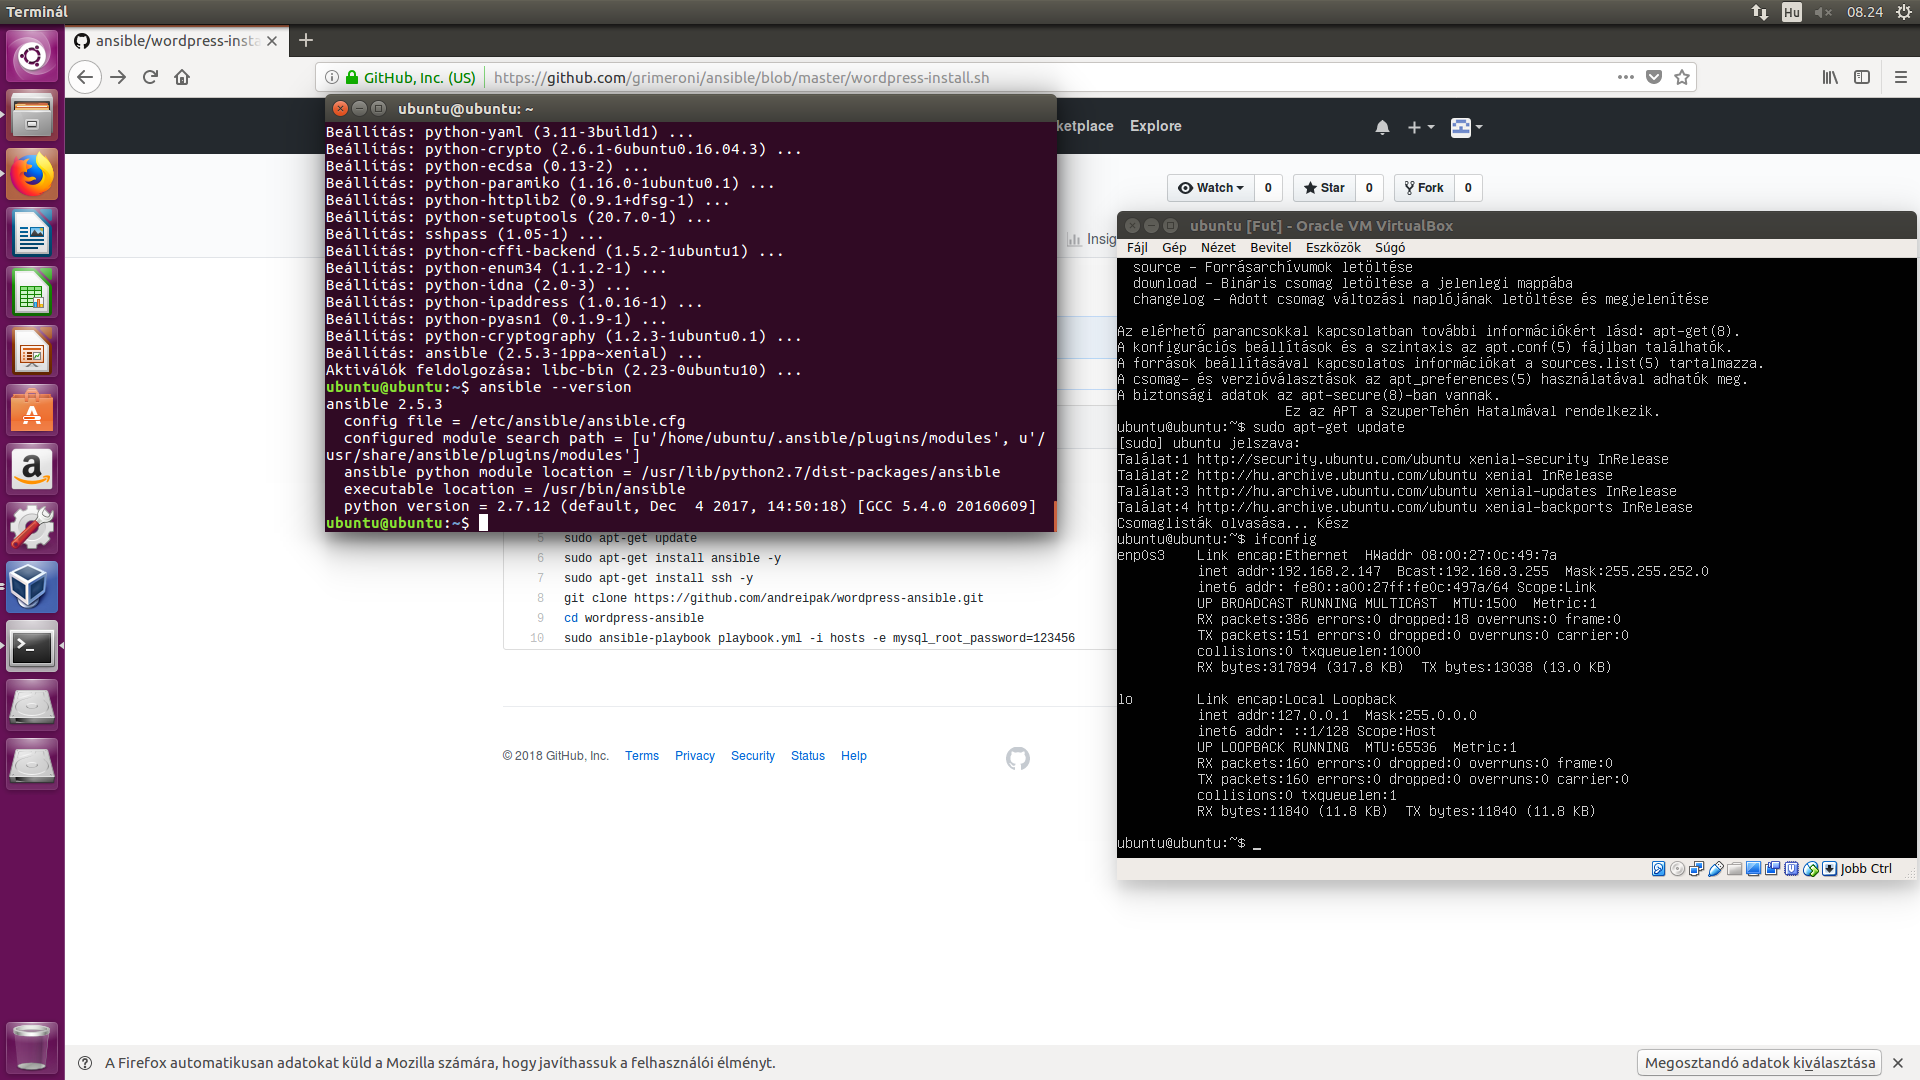 Terminál
Hu
08.24
ansible/wordpress-insta
GitHub, Inc. (US)
https://github.com/grimeroni/ansible/blob/master/wordpress-install.sh
ubuntu@ubuntu: ~
Beállítás: python-yaml (3.11-3build1) ...
Beállítás: python-crypto (2.6.1-6ubuntu0.16.04.3) ...
Beállítás: python-ecdsa (0.13-2) ...
Beállítás: python-paramiko (1.16.0-1ubuntu0.1) ...
Beállítás: python-httplib2 (0.9.1+dfsg-1) ...
Beállítás: python-setuptools (20.7.0-1) ...
Beállítás: sshpass (1.05-1) ...
Beállítás: python-cffi-backend (1.5.2-1ubuntu1) ...
Beállítás: python-enum34 (1.1.2-1) ...
Beállítás: python-idna (2.0-3) ...
Beállítás: python-ipaddress (1.0.16-1) ...
Beállítás: python-pyasn1 (0.1.9-1) ...
Beállítás: python-cryptography (1.2.3-1ubuntu0.1) ...
Beállítás: ansible (2.5.3-1ppa~xenial) ...
Aktiválók feldolgozása: libc-bin (2.23-0ubuntu10) ...
ubuntu@ubuntu:~$ ansible --version
ansible 2.5.3
config file = /etc/ansible/ansible.cfg
configured module search path = [u'/home/ubuntu/.ansible/plugins/modules', u'/
usr/share/ansible/plugins/modules']
ansible python module location = /usr/lib/python2.7/dist-packages/ansible
executable location = /usr/bin/ansible
python version = 2.7.12 (default, Dec  4 2017, 14:50:18) [GCC 5.4.0 20160609]
ubuntu@ubuntu:~$
ketplace Explore
Watch 0 Star 0 Fork 0
Insig
5 sudo apt-get update
6 sudo apt-get install ansible -y
7 sudo apt-get install ssh -y
8 git clone https://github.com/andreipak/wordpress-ansible.git
9 cd wordpress-ansible
10 sudo ansible-playbook playbook.yml -i hosts -e mysql_root_password=123456
© 2018 GitHub, Inc. Terms Privacy Security Status Help
ubuntu [Fut] - Oracle VM VirtualBox
Fájl Gép Nézet Bevitel Eszközök Súgó
source – Forrásarchívumok letöltése
download – Bináris csomag letöltése a jelenlegi mappába
changelog – Adott csomag változási naplójának letöltése és megjelenítése
Az elérhető parancsokkal kapcsolatban további információkért lásd: apt-get(8).
A konfigurációs beállítások és a szintaxis az apt.conf(5) fájlban találhatók.
A források beállításával kapcsolatos információkat a sources.list(5) tartalmazza.
A csomag- és verzióválasztások az apt_preferences(5) használatával adhatók meg.
A biztonsági adatok az apt-secure(8)-ban vannak.
Ez az APT a SzuperTehén Hatalmával rendelkezik.
ubuntu@ubuntu:~$ sudo apt-get update
[sudo] ubuntu jelszava:
Találat:1 http://security.ubuntu.com/ubuntu xenial-security InRelease
Találat:2 http://hu.archive.ubuntu.com/ubuntu xenial InRelease
Találat:3 http://hu.archive.ubuntu.com/ubuntu xenial-updates InRelease
Találat:4 http://hu.archive.ubuntu.com/ubuntu xenial-backports InRelease
Csomaglisták olvasása... Kész
ubuntu@ubuntu:~$ ifconfig
enp0s3 Link encap:Ethernet HWaddr 08:00:27:0c:49:7a
inet addr:192.168.2.147 Bcast:192.168.3.255 Mask:255.255.252.0
inet6 addr: fe80::a00:27ff:fe0c:497a/64 Scope:Link
UP BROADCAST RUNNING MULTICAST MTU:1500 Metric:1
RX packets:386 errors:0 dropped:18 overruns:0 frame:0
TX packets:151 errors:0 dropped:0 overruns:0 carrier:0
collisions:0 txqueuelen:1000
RX bytes:317894 (317.8 KB) TX bytes:13038 (13.0 KB)
lo Link encap:Local Loopback
inet addr:127.0.0.1 Mask:255.0.0.0
inet6 addr: ::1/128 Scope:Host
UP LOOPBACK RUNNING MTU:65536 Metric:1
RX packets:160 errors:0 dropped:0 overruns:0 frame:0
TX packets:160 errors:0 dropped:0 overruns:0 carrier:0
collisions:0 txqueuelen:1
RX bytes:11840 (11.8 KB) TX bytes:11840 (11.8 KB)
ubuntu@ubuntu:~$ _
Jobb Ctrl
A Firefox automatikusan adatokat küld a Mozilla számára, hogy javíthassuk a felhasználói élményt.
Megosztandó adatok kiválasztása